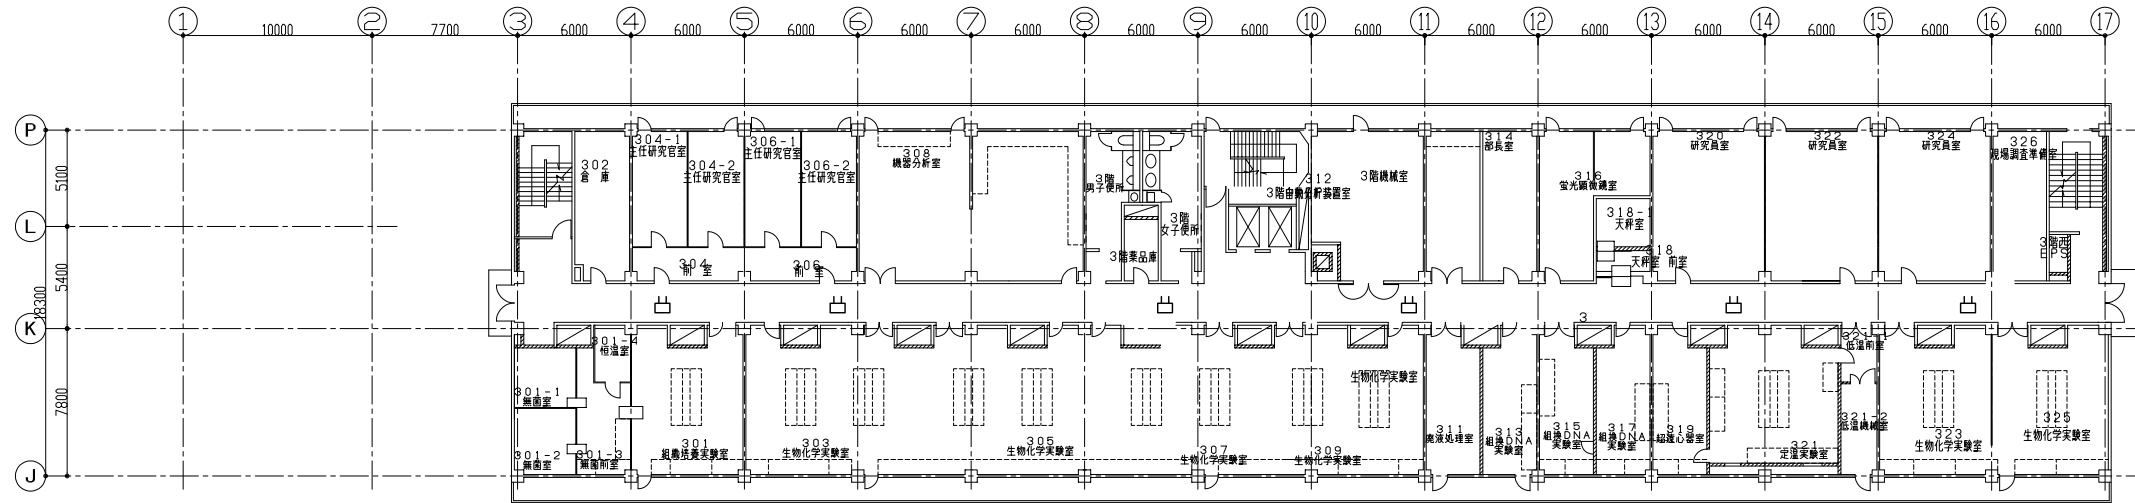 1 2 3 4 5 6 7 8 9 10 11 12 13 14 15 16 17
10000 7700 6000 6000 6000 6000 6000 6000 6000 6000 6000 6000 6000 6000 6000 6000
P
L
K
J
5100
5400
18300
7800
302
倉 庫
304-1
主任研究官室
304-2
主任研究官室
306-1
主任研究官室
306-2
主任研究官室
304
前 室
306
前 室
308
機器分析室
3階
男子便所
3階
女子便所
3階薬品庫
312
3階自動分析装置室
3階機械室
314
部長室
316
蛍光顕微鏡室
318-1
天秤室
318
天秤室 前室
320
研究員室
322
研究員室
324
研究員室
326
現場調査準備室
3階西
EPS
3
301-4
恒温室
301-1
無菌室
301-2
無菌室
301-3
無菌前室
301
組織培養実験室
303
生物化学実験室
305
生物化学実験室
307
生物化学実験室
生物化学実験室
309
生物化学実験室
311
廃液処理室
313
組換DNA
実験室
315
組換DNA
実験室
317
組換DNA
実験室
319
超遠心器室
321
定温実験室
321-1
低温前室
321-2
低温機械室
323
生物化学実験室
325
生物化学実験室